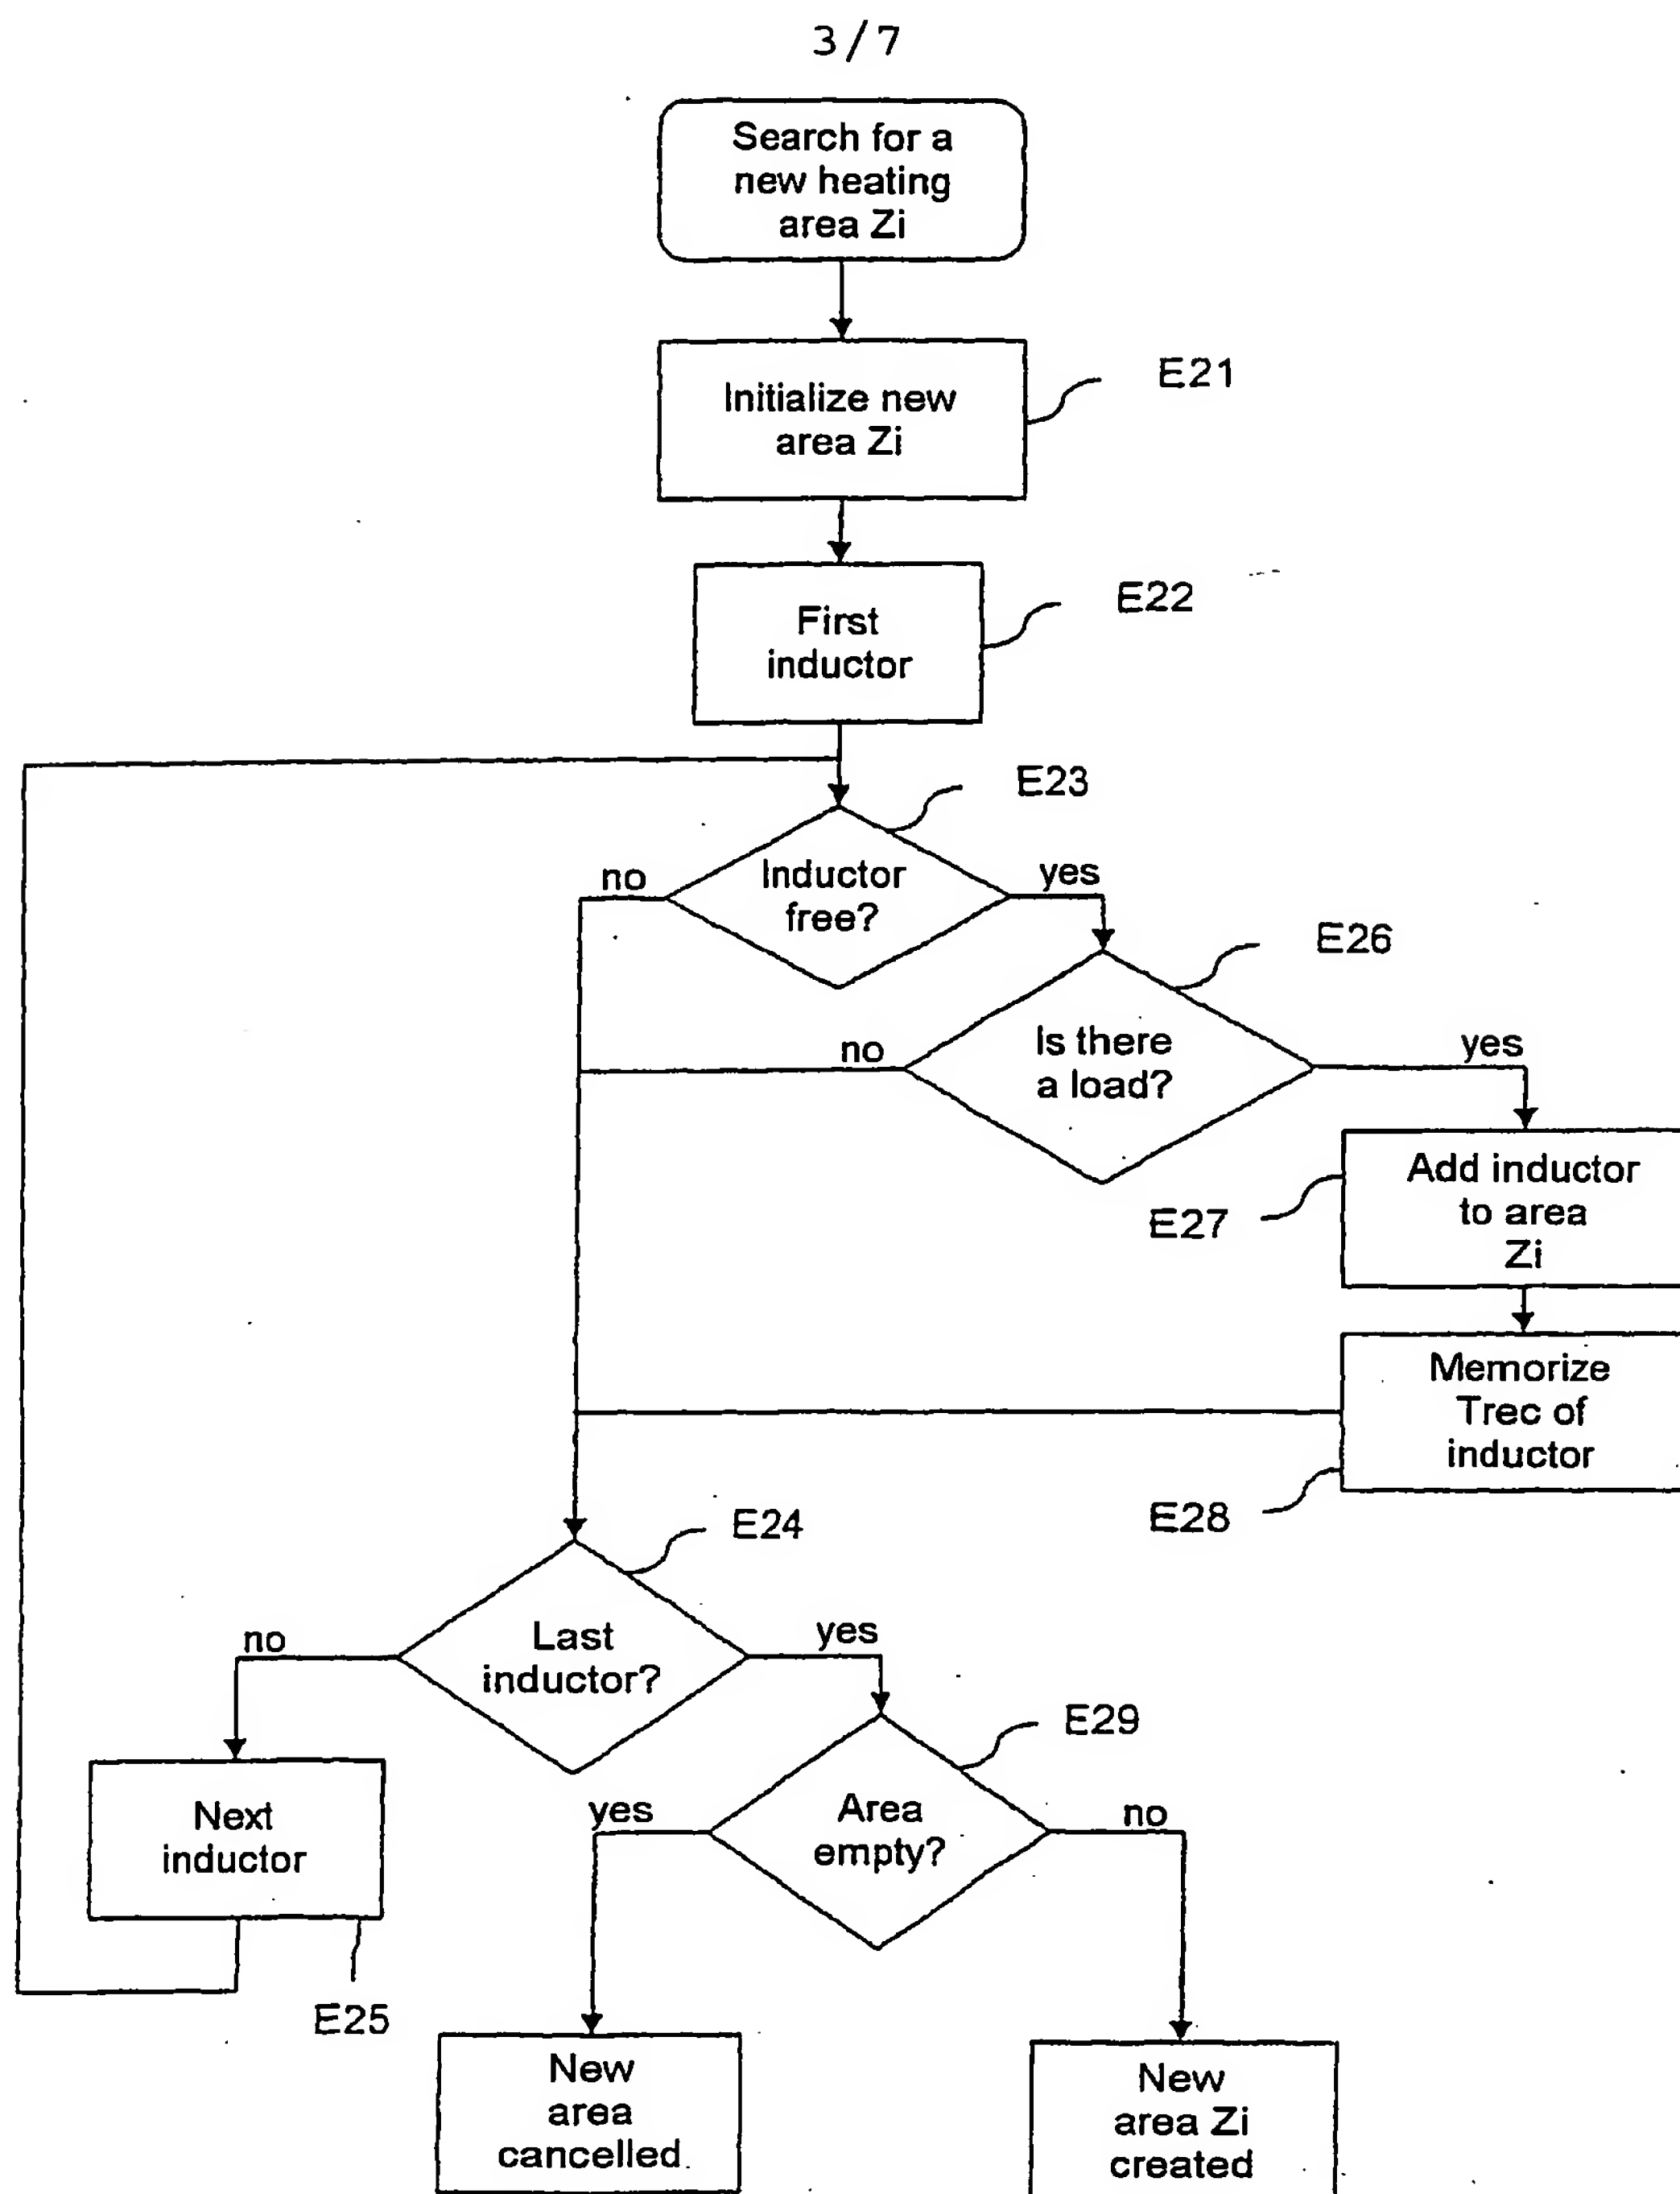 3/7
Search for a
new heating
area Zi
Initialize new
area Zi
E21
First
inductor
E22
E23
Inductor
free?
no
yes
E26
Is there
a load?
no
yes
Add inductor
to area
Zi
E27
Memorize
Trec of
inductor
E28
E24
Last
inductor?
no
yes
E29
Next
inductor
E25
Area
empty?
yes
no
New
area
cancelled
New
area Zi
created